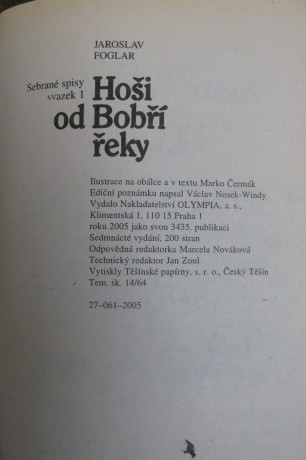 JAROSLAV
FOGLAR
Sebrané spisy
svazek 1
Hoši
od Bobří
řeky
Ilustrace na obálce a v textu Marko Čermák
Ediční poznámku napsal Václav Nosek-Windy
Vydalo Nakladatelství OLYMPIA, a. s.,
Klimentská 1, 110 15 Praha 1
roku 2005 jako svou 3435. publikaci
Sedmnácté vydání, 200 stran
Odpovědná redaktorka Marcela Nováková
Technický redaktor Jan Zoul
Vytiskly Těšínské papírny, s. r. o., Český Těšín
Tem. sk. 14/64
27–061–2005